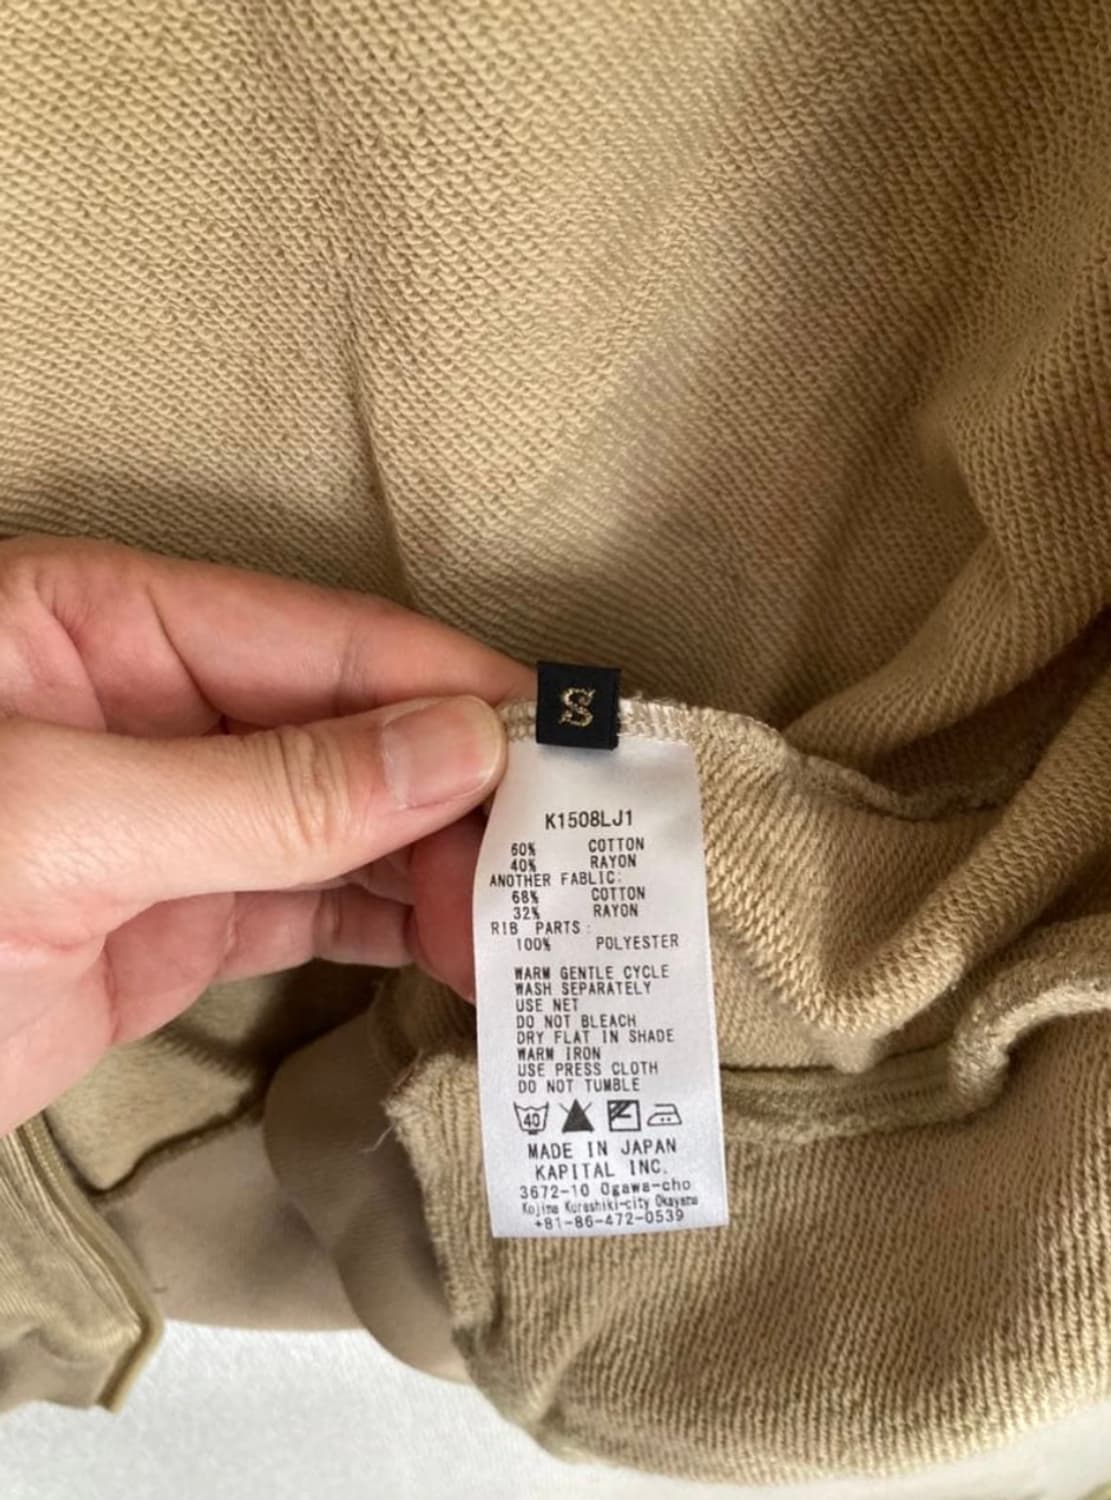 S
K1508LJ1
60% COTTON
40% RAYON
ANOTHER FABLIC:
68% COTTON
32% RAYON
RIB PARTS:
100% POLYESTER
WARM GENTLE CYCLE
WASH SEPARATELY
USE NET
DO NOT BLEACH
DRY FLAT IN SHADE
WARM IRON
USE PRESS CLOTH
DO NOT TUMBLE
40
MADE IN JAPAN
KAPITAL INC.
3672-10 Ogawa-cho
Kojima Kurashiki-city Okayama
+81-86-472-0539